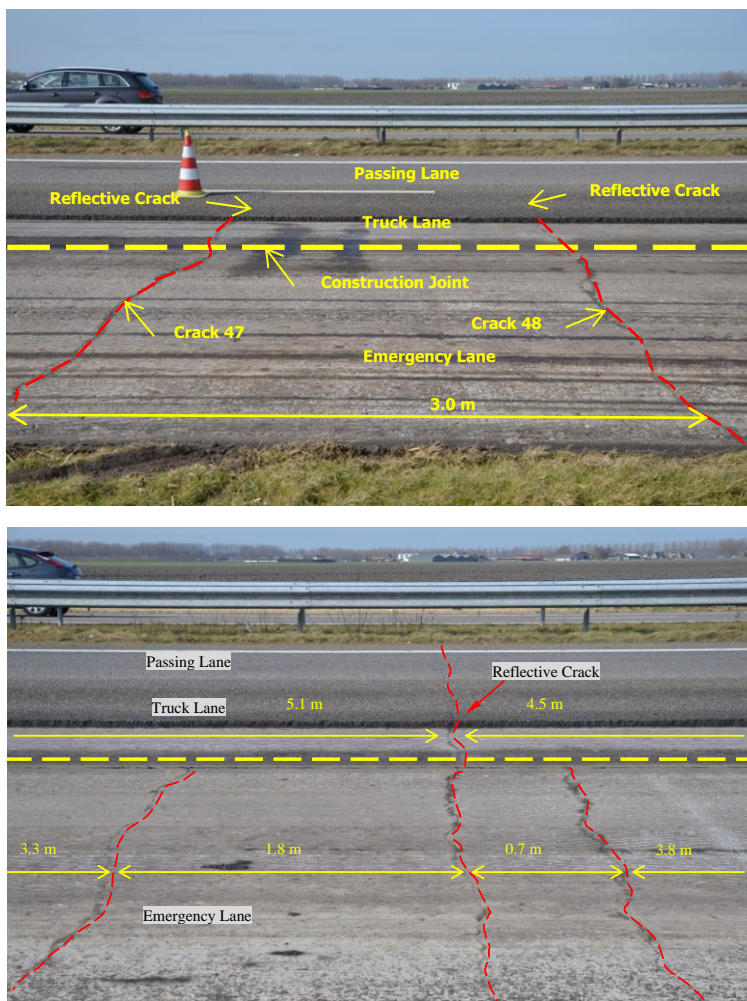 Passing Lane
Reflective Crack
Reflective Crack
Truck Lane
Construction Joint
Crack 47
Crack 48
Emergency Lane
3.0 m
Passing Lane
Reflective Crack
Truck Lane
5.1 m
4.5 m
3.3 m
1.8 m
0.7 m
3.8 m
Emergency Lane